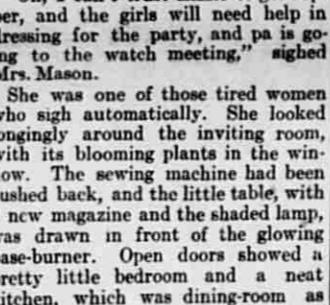 per, and the girls will need help in
dressing for the party, and pa is go-
ing to the watch meeting," sighed
Mrs. Mason.
She was one of those tired women
who sigh automatically. She looked
longingly around the inviting room,
with its blooming plants in the win-
dow. The sewing machine had been
pushed back, and the little table, with
a new magazine and the shaded lamp,
was drawn in front of the glowing
base-burner. Open doors showed a
pretty little bedroom and a neat
kitchen, which was dining-room as